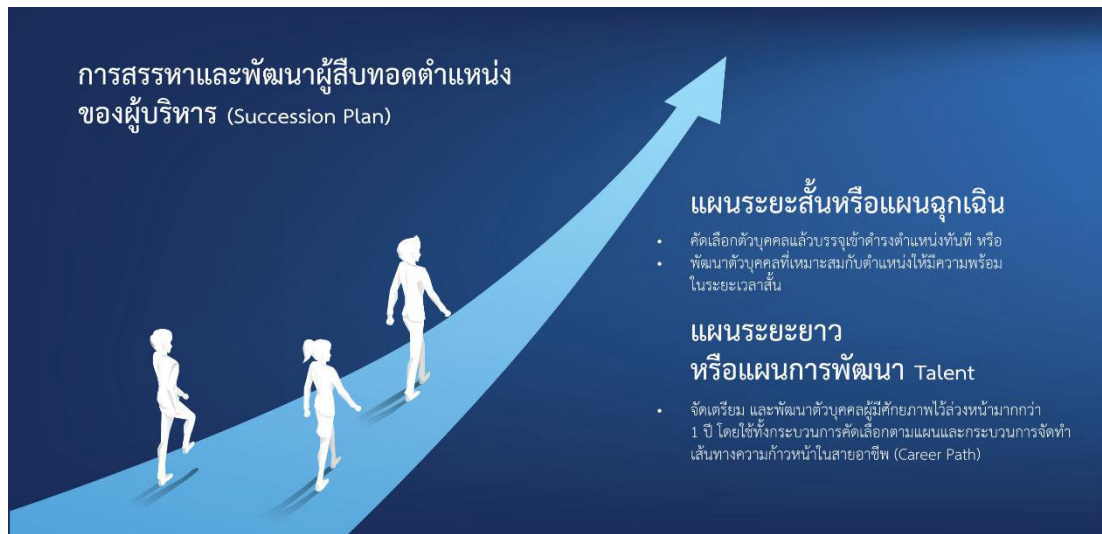 การสรรหาและพัฒนาผู้สืบทอดตำแหน่ง
ของผู้บริหาร (Succession Plan)
แผนระยะสั้นหรือแผนฉุกเฉิน
• คัดเลือกตัวบุคคลแล้วบรรจุเข้าดำรงตำแหน่งทันที หรือ
• พัฒนาตัวบุคคลที่เหมาะสมกับตำแหน่งให้มีความพร้อม
ในระยะเวลาสั้น
แผนระยะยาว
หรือแผนการพัฒนา Talent
• จัดเตรียม และพัฒนาตัวบุคคลผู้มีศักยภาพไว้ล่วงหน้ามากกว่า
1 ปี โดยใช้ทั้งกระบวนการคัดเลือกตามแผนและกระบวนการจัดทำ
เส้นทางความก้าวหน้าในสายอาชีพ (Career Path)